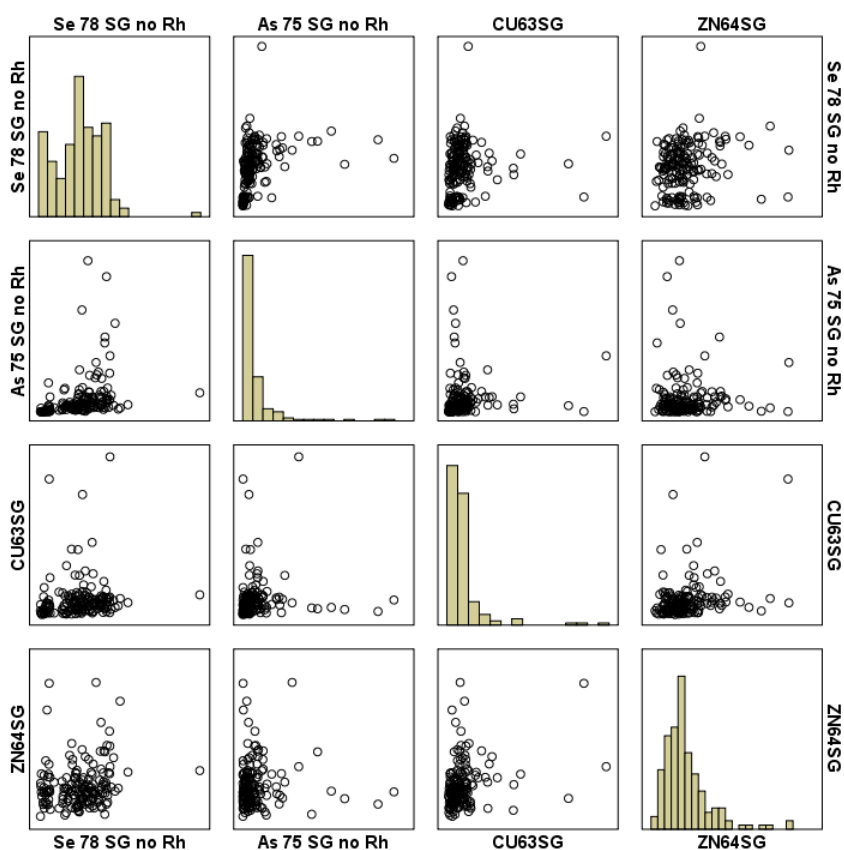 Se 78 SG no Rh
As 75 SG no Rh
CU63SG
ZN64SG
Se 78 SG no Rh
Se 78 SG no Rh
As 75 SG no Rh
As 75 SG no Rh
CU63SG
CU63SG
ZN64SG
ZN64SG
Se 78 SG no Rh
As 75 SG no Rh
CU63SG
ZN64SG